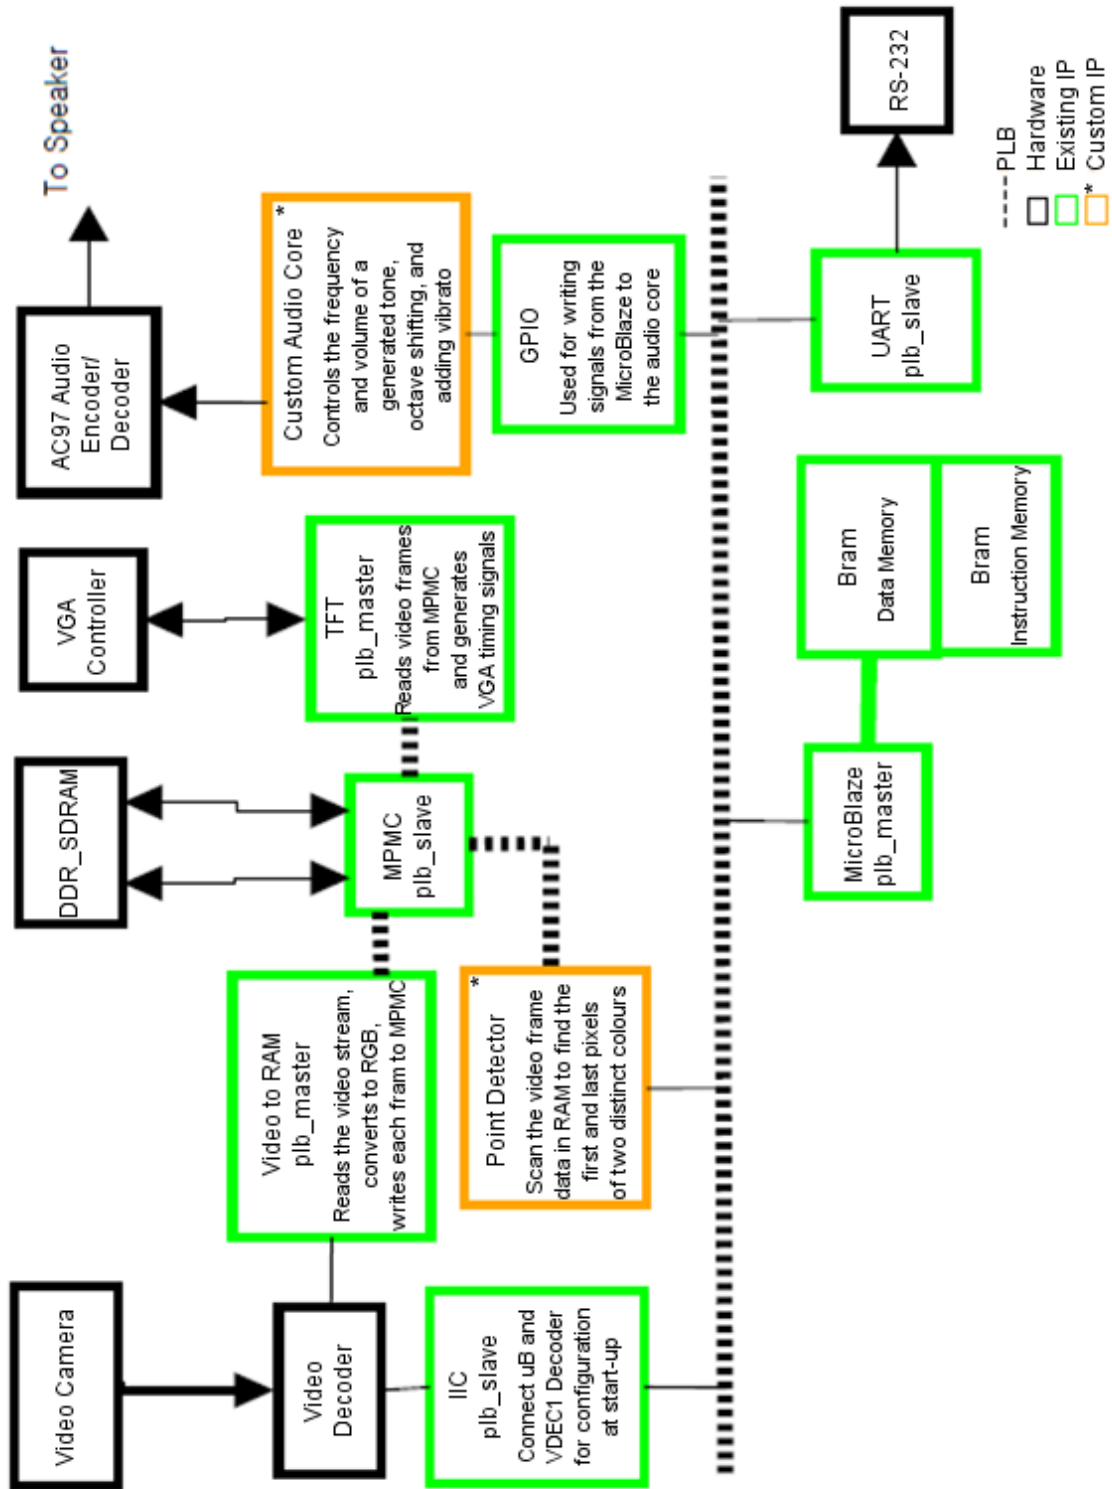 Video Camera
DDR_SDRAM
VGA
Controller
AC97 Audio
Encoder/
Decoder
To Speaker
Video
Decoder
Video to RAM
plb_master
Reads the video stream,
converts to RGB,
writes each fram to MPMC
MPMC
plb_slave
TFT
plb_master
Reads video frames
from MPMC
and generates
VGA timing signals
Custom Audio Core
*
Controls the frequency
and volume of a
generated tone,
octave shifting, and
adding vibrato
IIC
plb_slave
Connect uB and
VDEC1 Decoder
for configuration
at start-up
Point Detector
*
Scan the video frame
data in RAM to find the
first and last pixels
of two distinct colours
GPIO
Used for writing
signals from the
MicroBlaze to
the audio core
MicroBlaze
plb_master
Bram
Data Memory
Bram
Instruction Memory
UART
plb_slave
RS-232
PLB
Hardware
Existing IP
* Custom IP